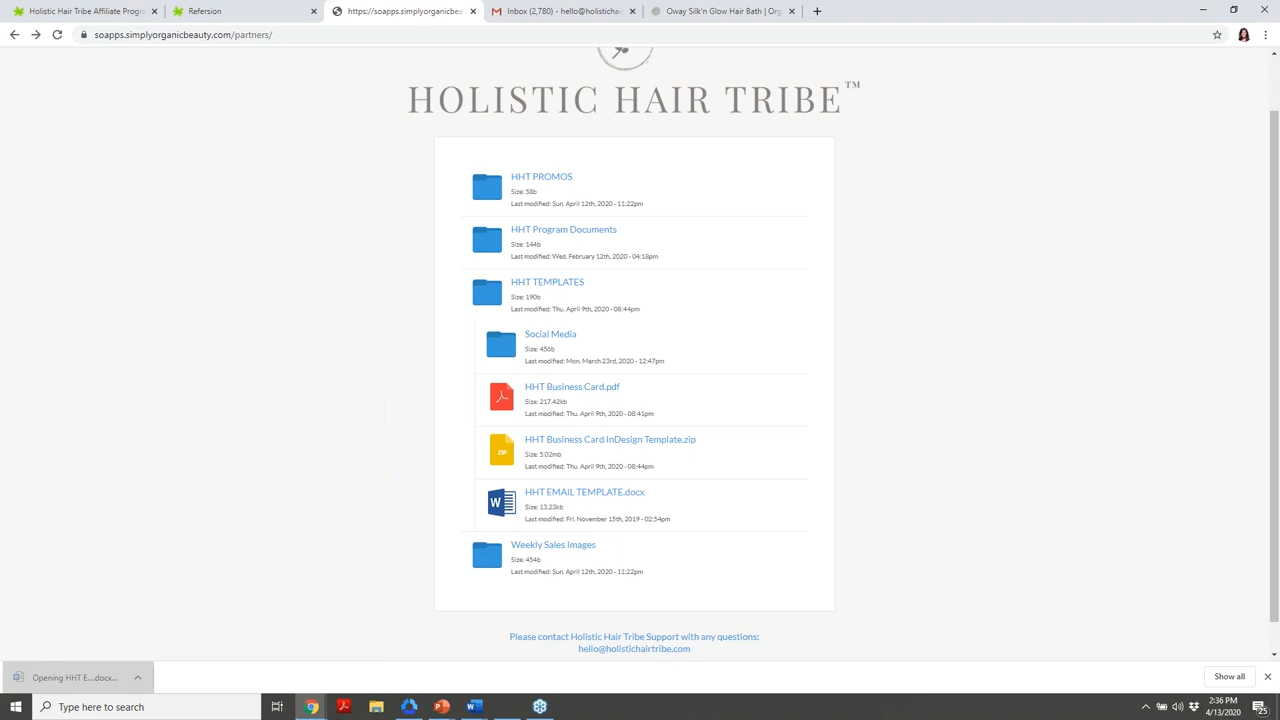 Holistic Hair Tribe Affiliate Progr
Refersion
https://soapps.simplyorganicbeaut
Inbox (2,780) - hello@holistichairt
Oway Silk'n Glow Hair Bath | Org
soapps.simplyorganicbeauty.com/partners/
HOLISTIC HAIR TRIBE™
HHT PROMOS
Size: 58b
Last modified: Sun. April 12th, 2020 - 11:22pm
HHT Program Documents
Size: 144b
Last modified: Wed. February 12th, 2020 - 04:18pm
HHT TEMPLATES
Size: 190b
Last modified: Thu. April 9th, 2020 - 08:44pm
Social Media
Size: 456b
Last modified: Mon. March 23rd, 2020 - 12:47pm
HHT Business Card.pdf
Size: 217.42kb
Last modified: Thu. April 9th, 2020 - 08:41pm
ZIP
HHT Business Card InDesign Template.zip
Size: 5.02mb
Last modified: Thu. April 9th, 2020 - 08:44pm
W
HHT EMAIL TEMPLATE.docx
Size: 13.23kb
Last modified: Fri. November 15th, 2019 - 02:54pm
Weekly Sales Images
Size: 454b
Last modified: Sun. April 12th, 2020 - 11:22pm
Please contact Holistic Hair Tribe Support with any questions:
hello@holistichairtribe.com
Opening HHT E....docx...
Show all
Type here to search
2:36 PM
4/13/2020
25